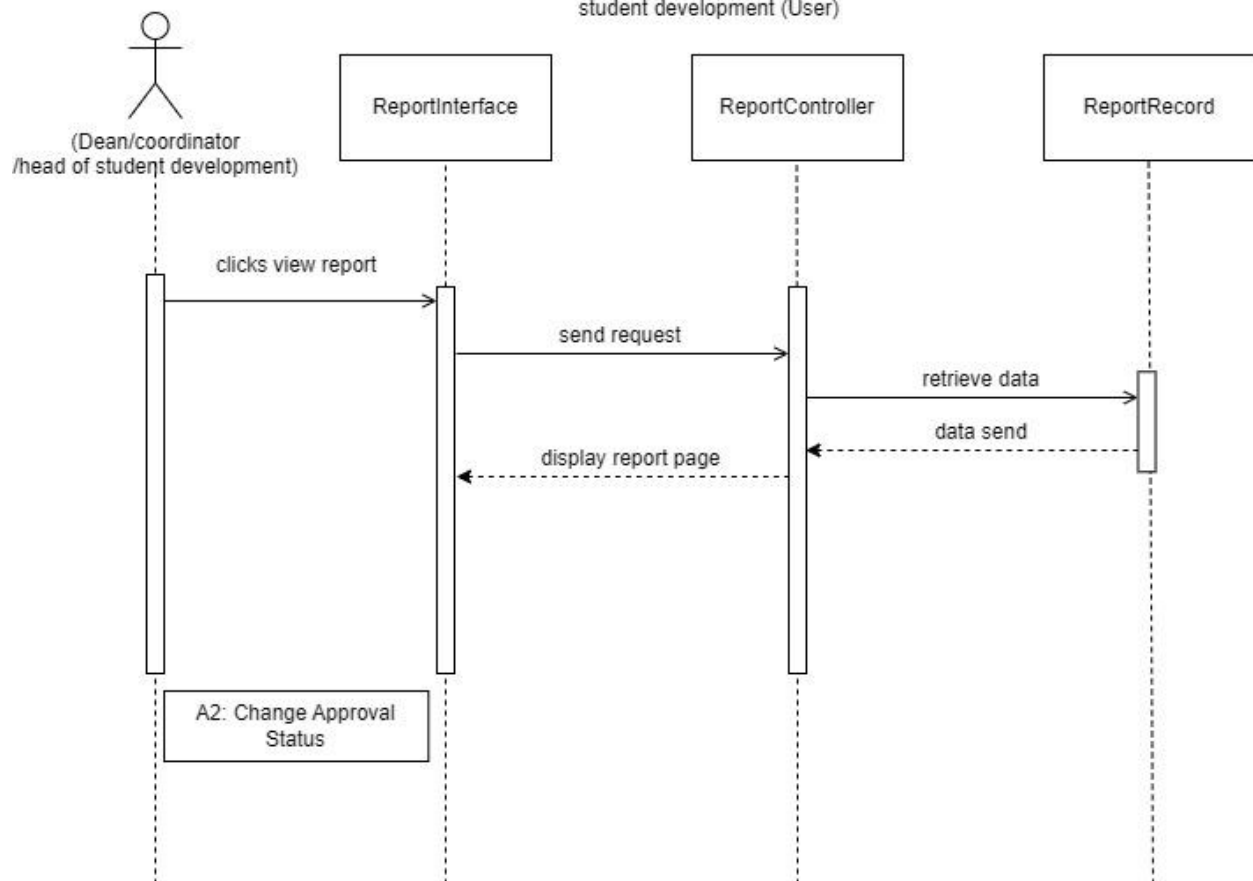 student development (User)
ReportInterface
ReportController
ReportRecord
(Dean/coordinator
/head of student development)
clicks view report
send request
retrieve data
data send
display report page
A2: Change Approval
Status